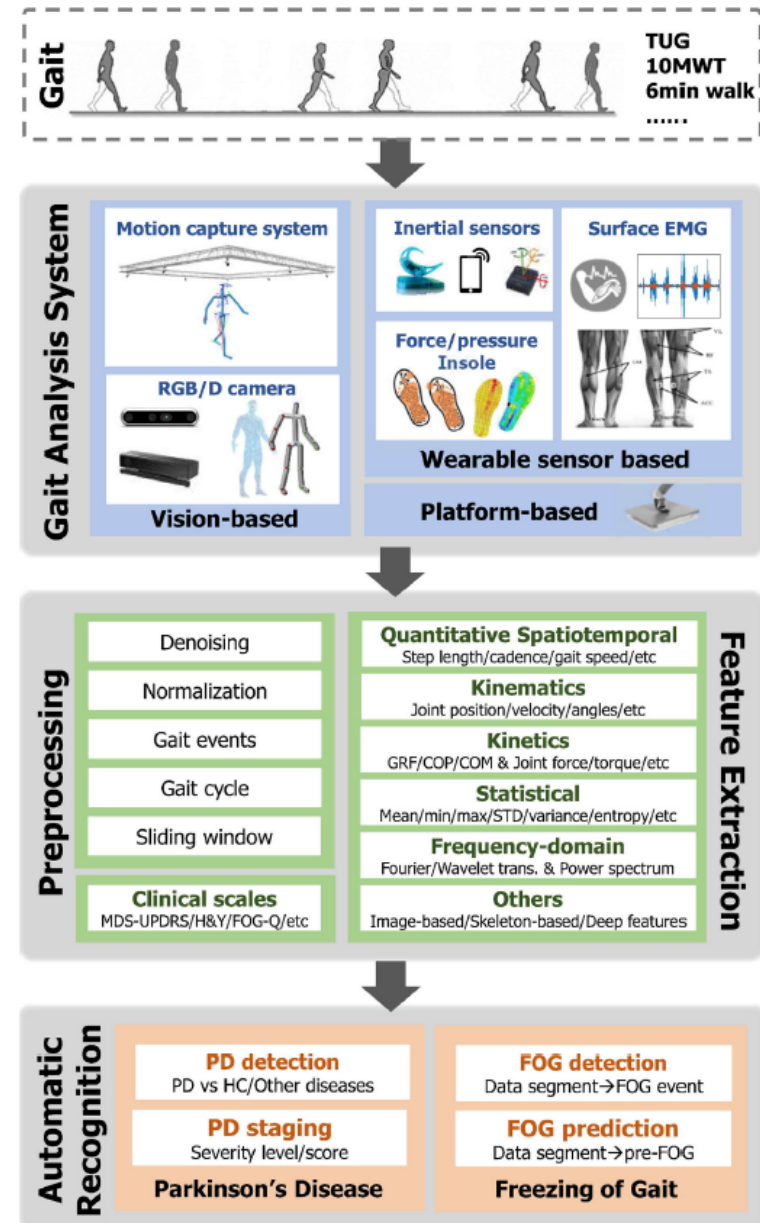 Gait
TUG
10MWT
6min walk
......
Gait Analysis System
Motion capture system
RGB/D camera
Vision-based
Inertial sensors
Force/pressure
Insole
Surface EMG
VL
RF
TA
Wearable sensor based
Platform-based
Preprocessing
Denoising
Normalization
Gait events
Gait cycle
Sliding window
Clinical scales
MDS-UPDRS/H&Y/FOG-Q/etc
Feature Extraction
Quantitative Spatiotemporal
Step length/cadence/gait speed/etc
Kinematics
Joint position/velocity/angles/etc
Kinetics
GRF/COP/COM & Joint force/torque/etc
Statistical
Mean/min/max/STD/variance/entropy/etc
Frequency-domain
Fourier/Wavelet trans. & Power spectrum
Others
Image-based/Skeleton-based/Deep features
Automatic
Recognition
PD detection
PD vs HC/Other diseases
PD staging
Severity level/score
Parkinson's Disease
FOG detection
Data segment→FOG event
FOG prediction
Data segment→pre-FOG
Freezing of Gait